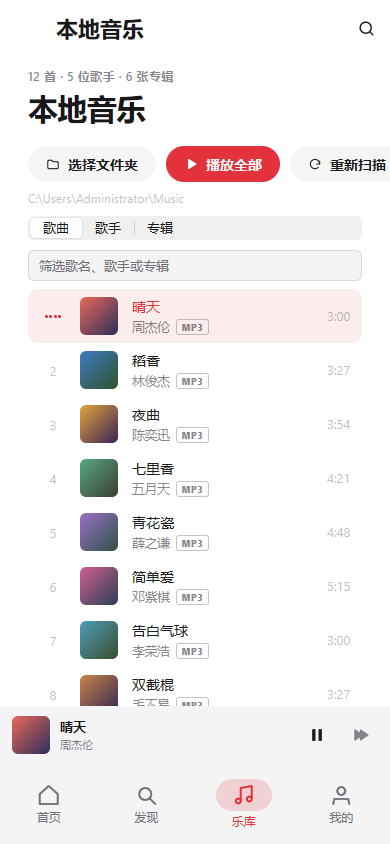 本地音乐
12 首 · 5 位歌手 · 6 张专辑
本地音乐
选择文件夹 播放全部 重新扫描
C:\Users\Administrator\Music
歌曲 歌手 专辑
筛选歌名、歌手或专辑
晴天
周杰伦 MP3
3:00
2
稻香
林俊杰 MP3
3:27
3
夜曲
陈奕迅 MP3
3:54
4
七里香
五月天 MP3
4:21
5
青花瓷
薛之谦 MP3
4:48
6
简单爱
邓紫棋 MP3
5:15
7
告白气球
李荣浩 MP3
3:00
8
双截棍
毛不易 MP3
3:27
晴天
周杰伦
首页 发现 乐库 我的